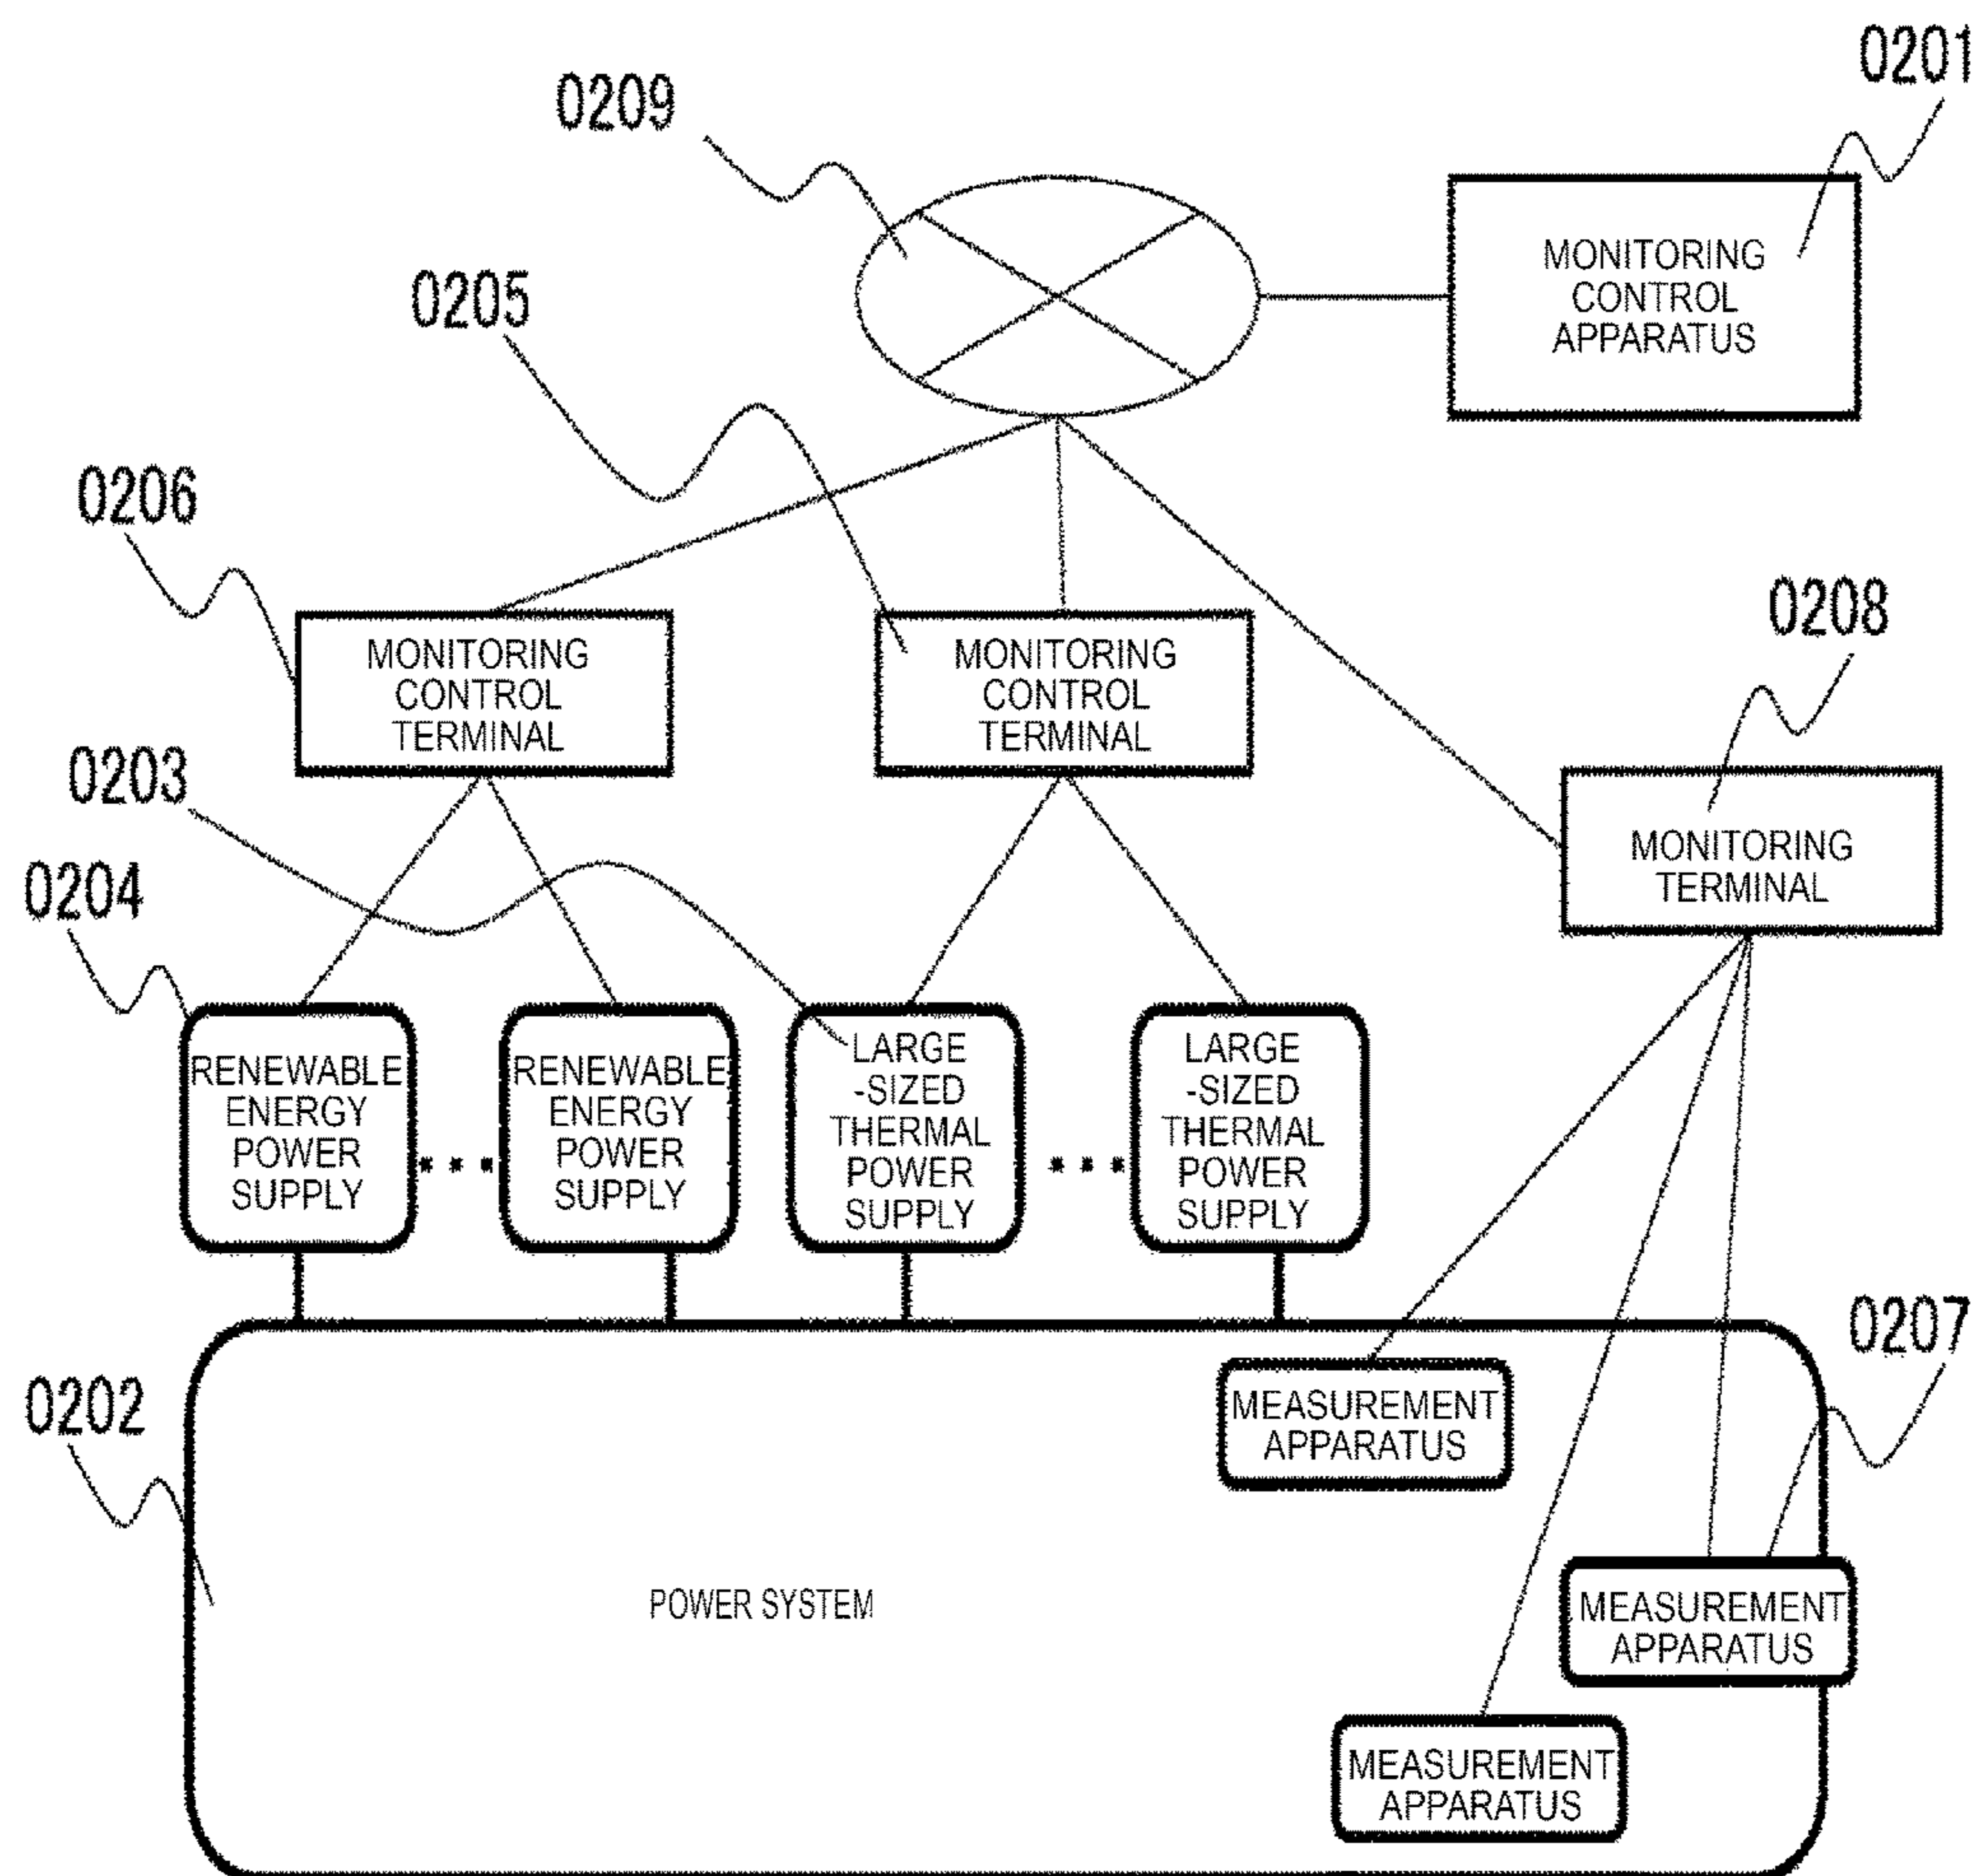 0201
0209
MONITORING
CONTROL
APPARATUS
0205
0206
0208
MONITORING
CONTROL
TERMINAL
MONITORING
CONTROL
TERMINAL
0203
MONITORING
TERMINAL
0204
RENEWABLE
ENERGY
POWER
SUPPLY
RENEWABLE
ENERGY
POWER
SUPPLY
LARGE
-SIZED
THERMAL
POWER
SUPPLY
LARGE
-SIZED
THERMAL
POWER
SUPPLY
0207
0202
MEASUREMENT
APPARATUS
POWER SYSTEM
MEASUREMENT
APPARATUS
MEASUREMENT
APPARATUS